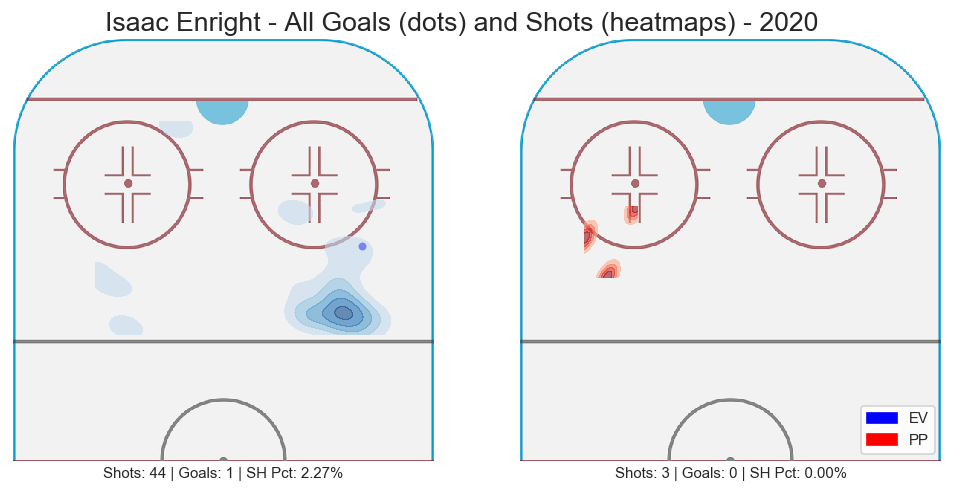 Isaac Enright - All Goals (dots) and Shots (heatmaps) - 2020
EV
PP
Shots: 44 | Goals: 1 | SH Pct: 2.27%
Shots: 3 | Goals: 0 | SH Pct: 0.00%